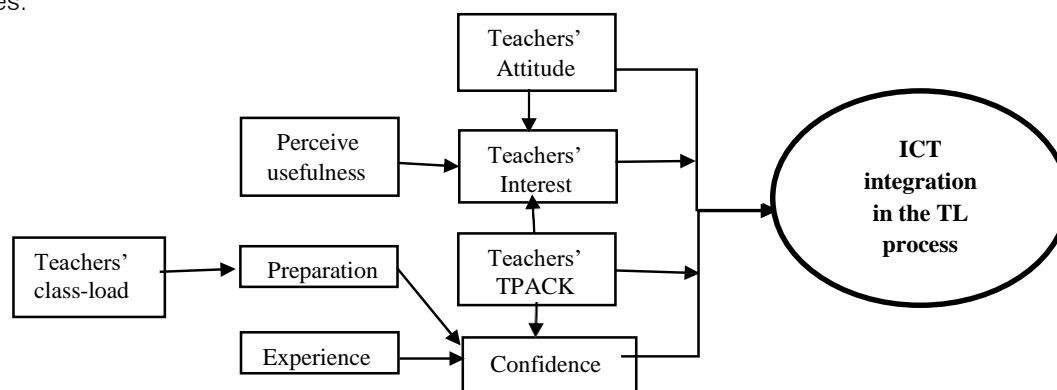 es.
Teachers’
Attitude
Perceive
usefulness
Teachers’
Interest
ICT
integration
in the TL
process
Teachers’
class-load
Preparation
Teachers’
TPACK
Experience
Confidence